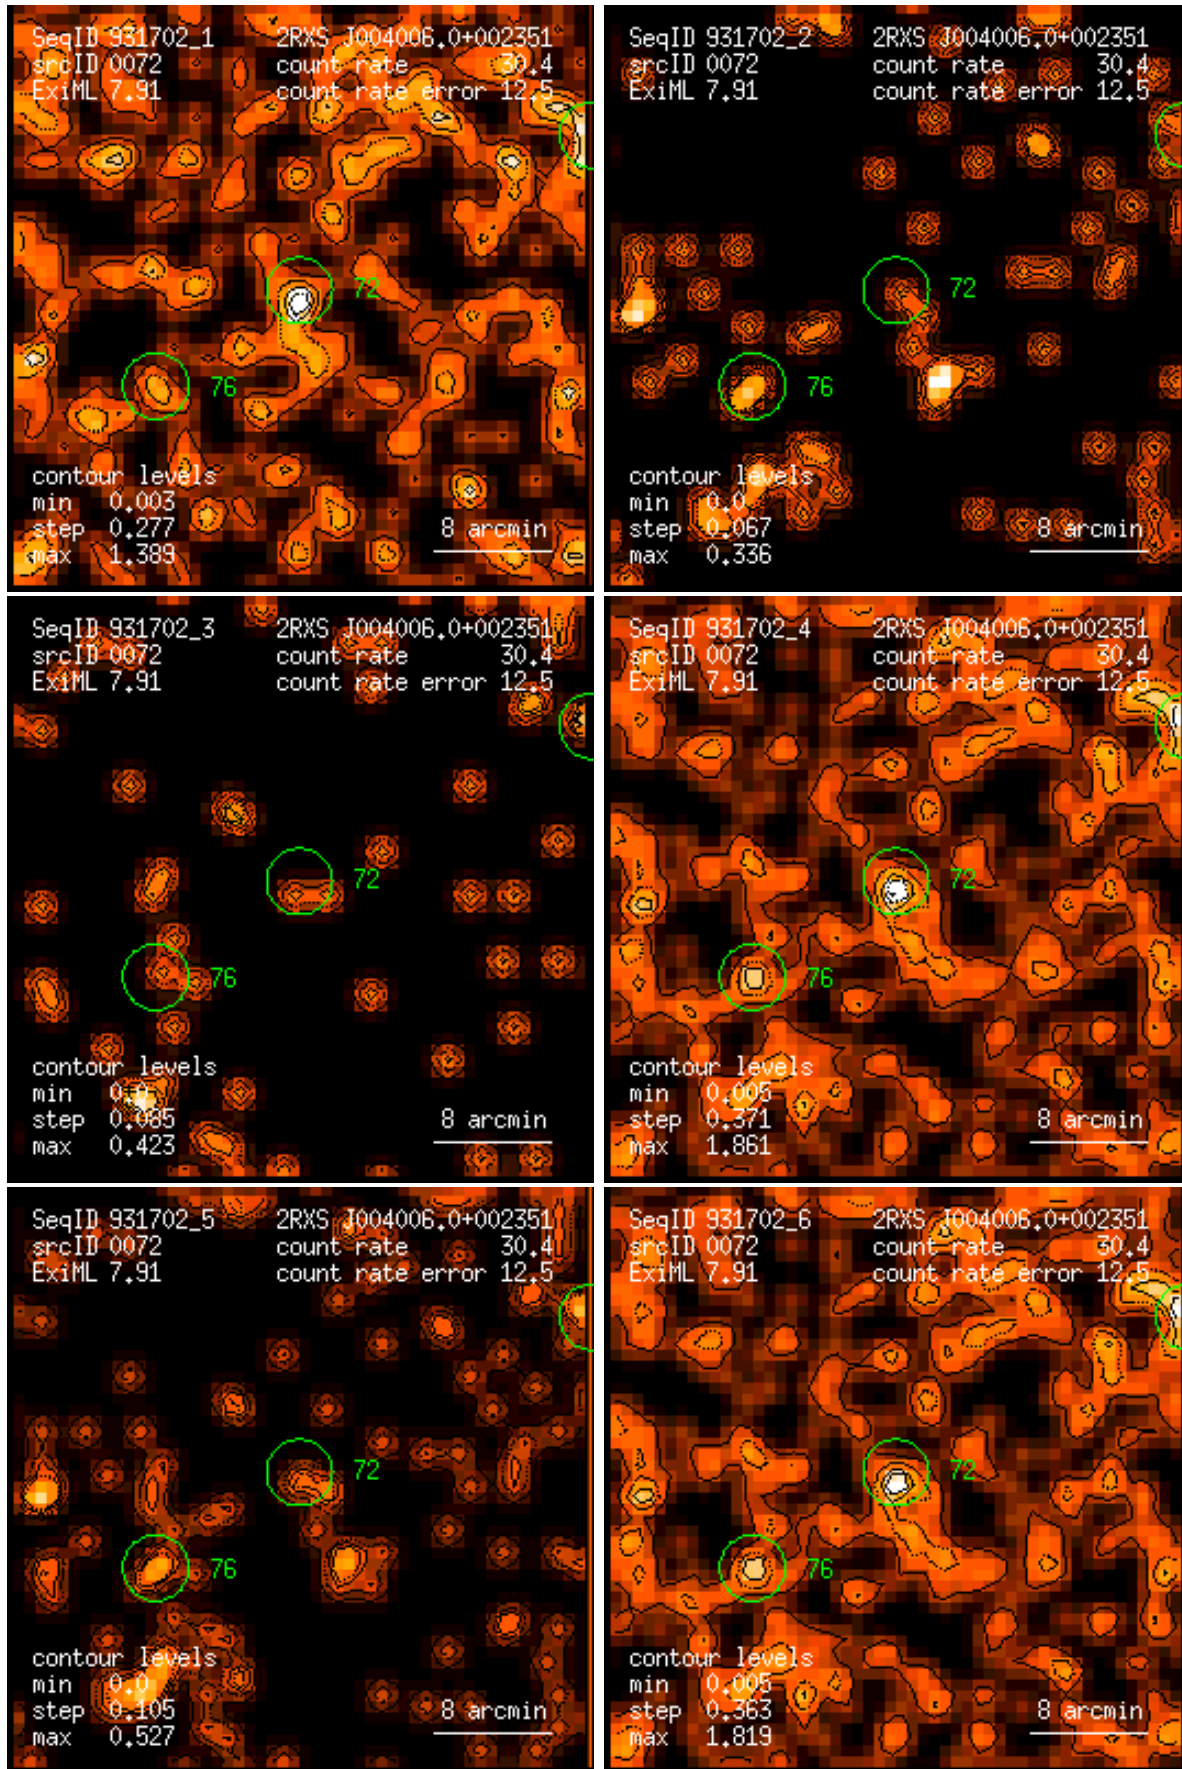 SeqID 931702_1 2RXS J004006.0+002351
srcID 0072 count rate 30.4
ExiML 7.91 count rate error 12.5
72
76
contour levels
min 0.003
step 0.277 8 arcmin
max 1.389
SeqID 931702_2 2RXS J004006.0+002351
srcID 0072 count rate 30.4
ExiML 7.91 count rate error 12.5
72
76
contour levels
min 0.0
step 0.067 8 arcmin
max 0.336
SeqID 931702_3 2RXS J004006.0+002351
srcID 0072 count rate 30.4
ExiML 7.91 count rate error 12.5
72
76
contour levels
min 0.0
step 0.085 8 arcmin
max 0.423
SeqID 931702_4 2RXS J004006.0+002351
srcID 0072 count rate 30.4
ExiML 7.91 count rate error 12.5
72
76
contour levels
min 0.005
step 0.371 8 arcmin
max 1.861
SeqID 931702_5 2RXS J004006.0+002351
srcID 0072 count rate 30.4
ExiML 7.91 count rate error 12.5
72
76
contour levels
min 0.0
step 0.105 8 arcmin
max 0.527
SeqID 931702_6 2RXS J004006.0+002351
srcID 0072 count rate 30.4
ExiML 7.91 count rate error 12.5
72
76
contour levels
min 0.005
step 0.363 8 arcmin
max 1.819